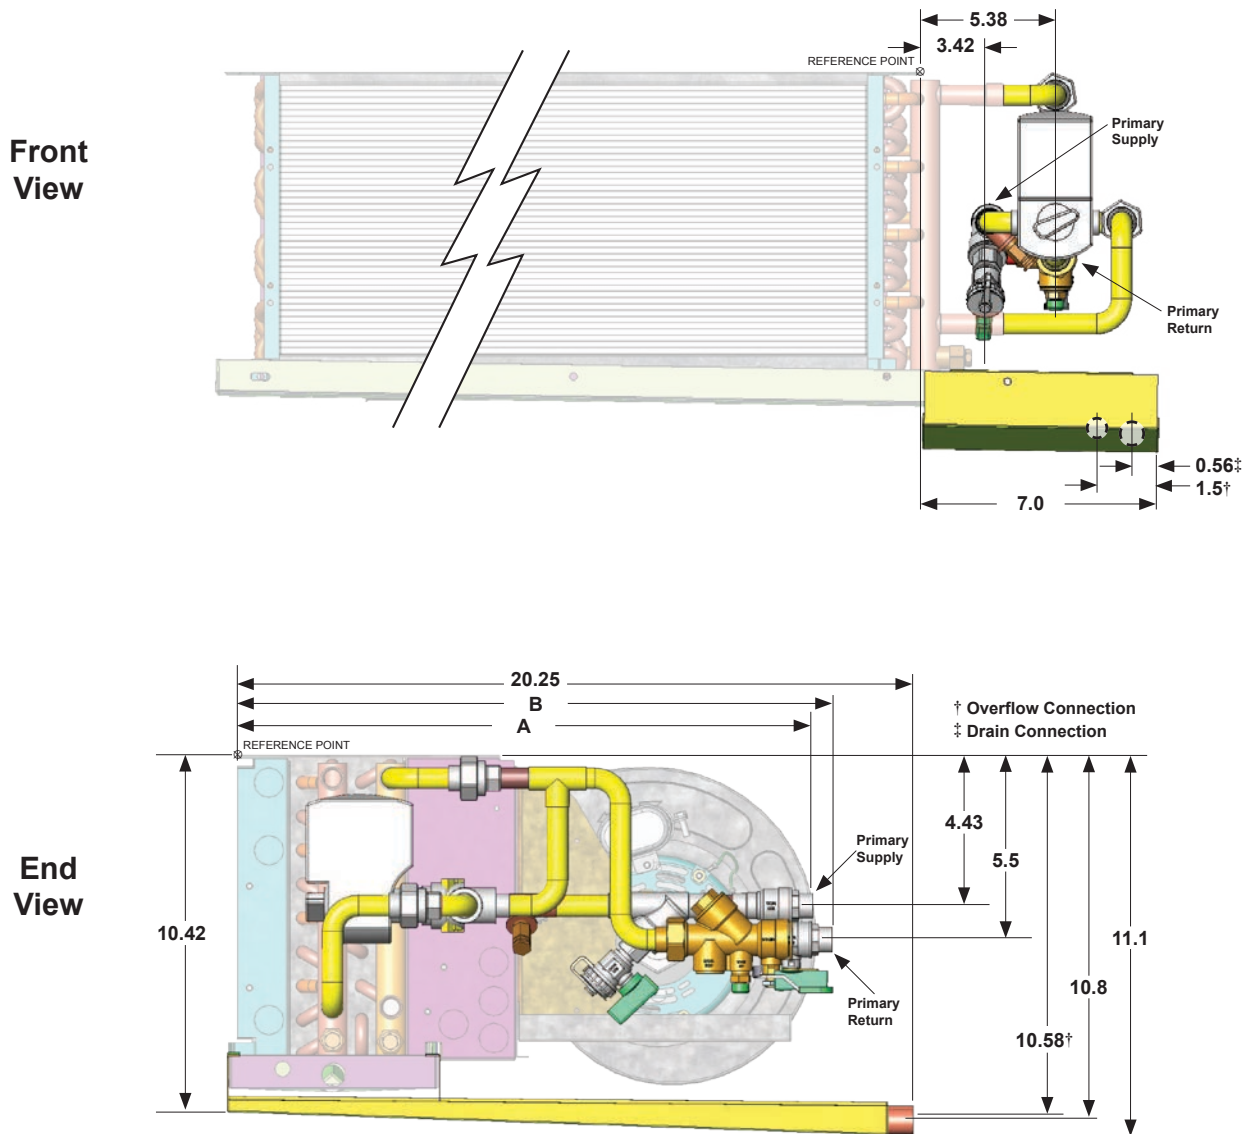 5.38
3.42
REFERENCE POINT
Front
View
Primary
Supply
Primary
Return
0.56‡
1.5†
7.0
20.25
B
A
REFERENCE POINT
† Overflow Connection
‡ Drain Connection
End
View
10.42
Primary
Supply
Primary
Return
4.43
5.5
10.58†
10.8
11.1